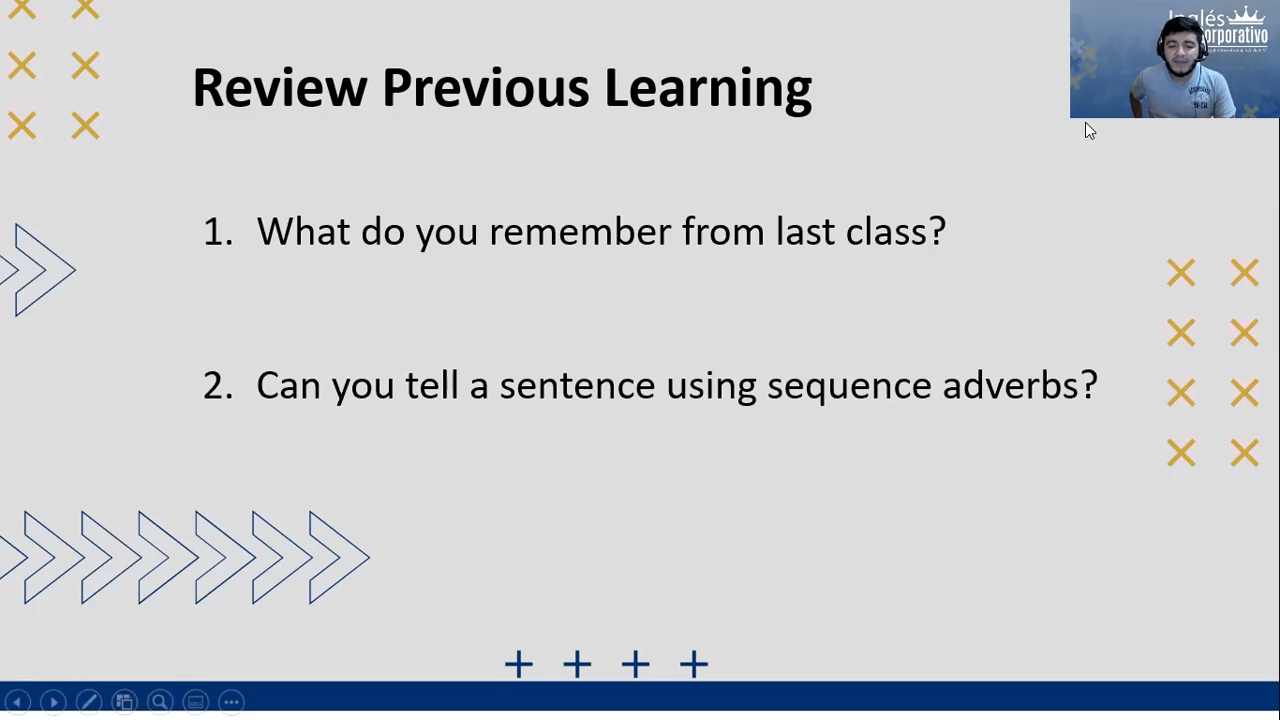 Review Previous Learning
Inglés
1. What do you remember from last class?
2. Can you tell a sentence using sequence adverbs?